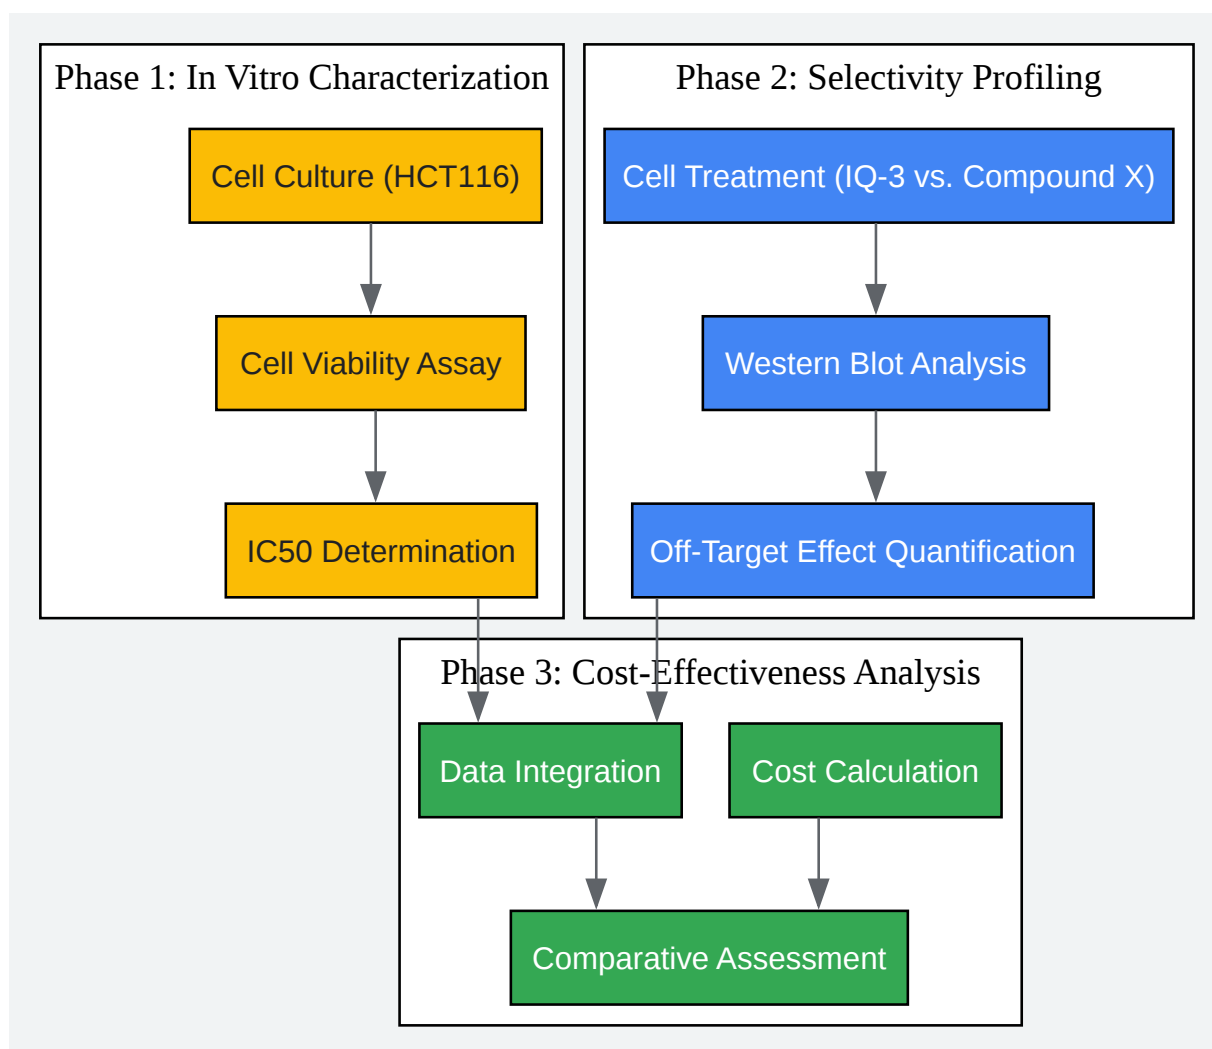 Phase 1: In Vitro Characterization
Cell Culture (HCT116)
Cell Viability Assay
IC50 Determination
Phase 2: Selectivity Profiling
Cell Treatment (IQ-3 vs. Compound X)
Western Blot Analysis
Off-Target Effect Quantification
Phase 3: Cost-Effectiveness Analysis
Data Integration
Cost Calculation
Comparative Assessment